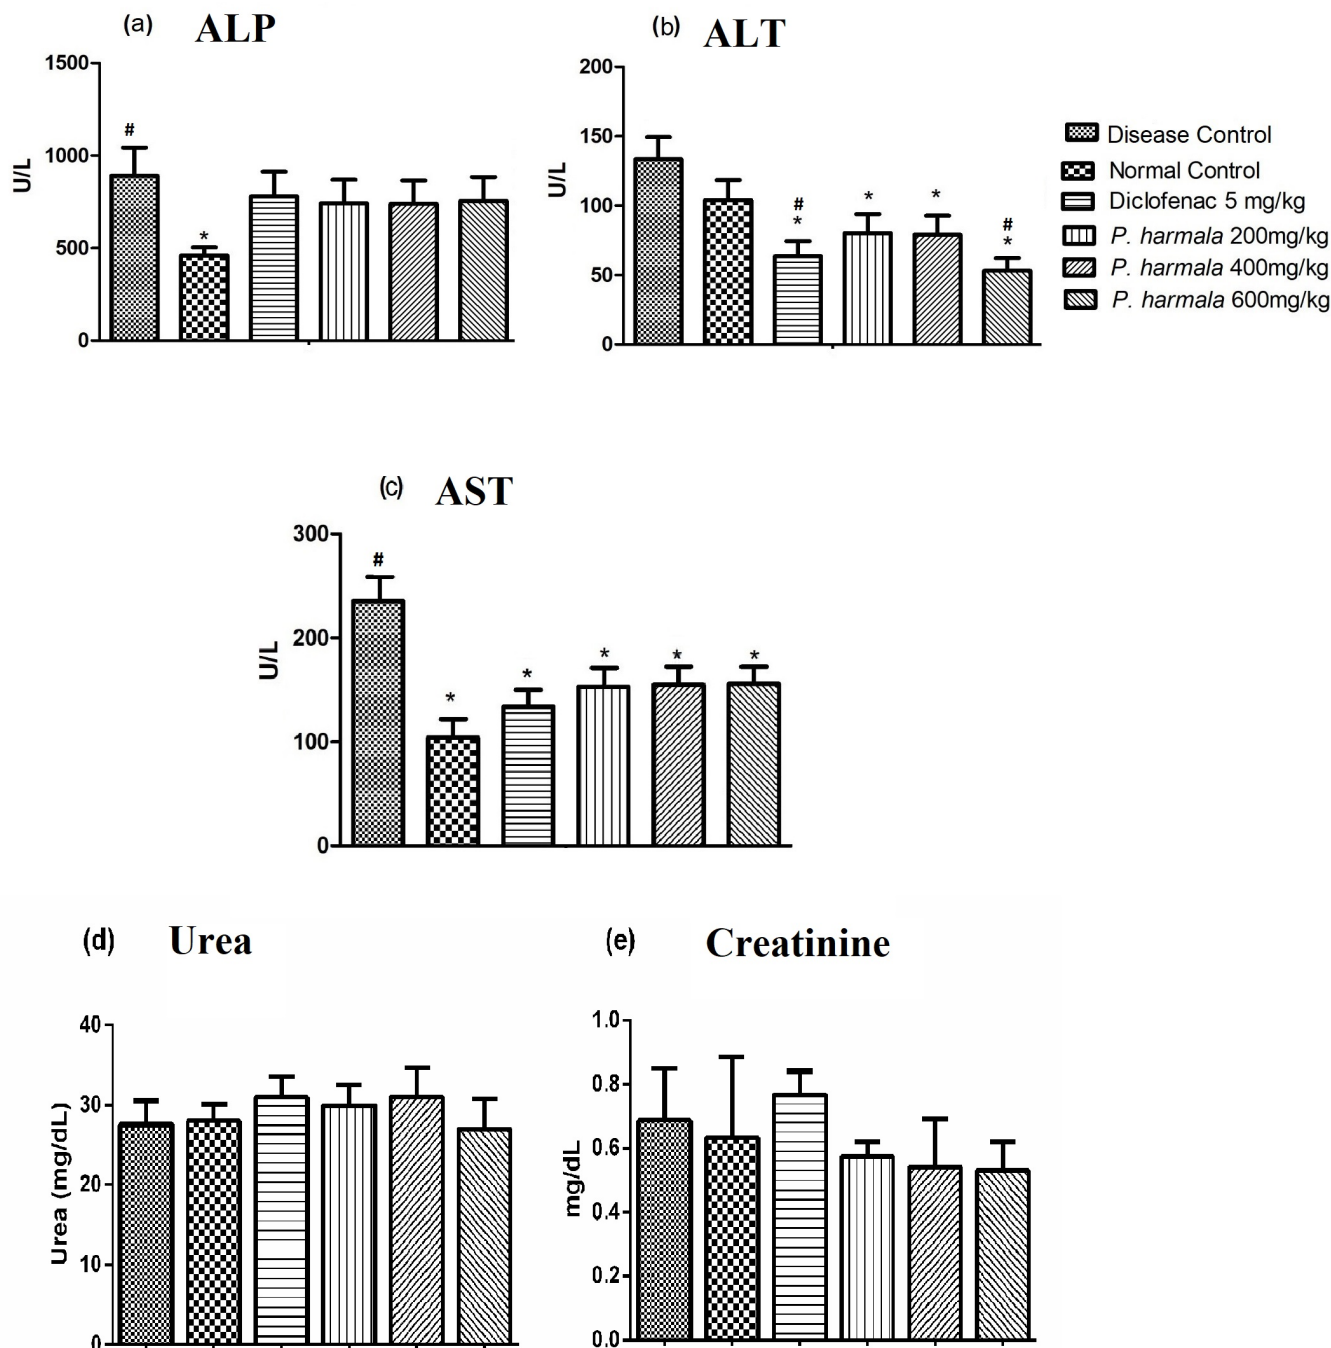 (a) ALP
1500
1000
500
0
U/L
#
*
(b) ALT
200
150
100
50
0
U/L
#
*
*
*
#
*
Disease Control
Normal Control
Diclofenac 5 mg/kg
P. harmala 200mg/kg
P. harmala 400mg/kg
P. harmala 600mg/kg
(c) AST
300
200
100
0
U/L
#
*
*
*
*
*
(d) Urea
40
30
20
10
0
Urea (mg/dL)
(e) Creatinine
1.0
0.8
0.6
0.4
0.2
0.0
mg/dL